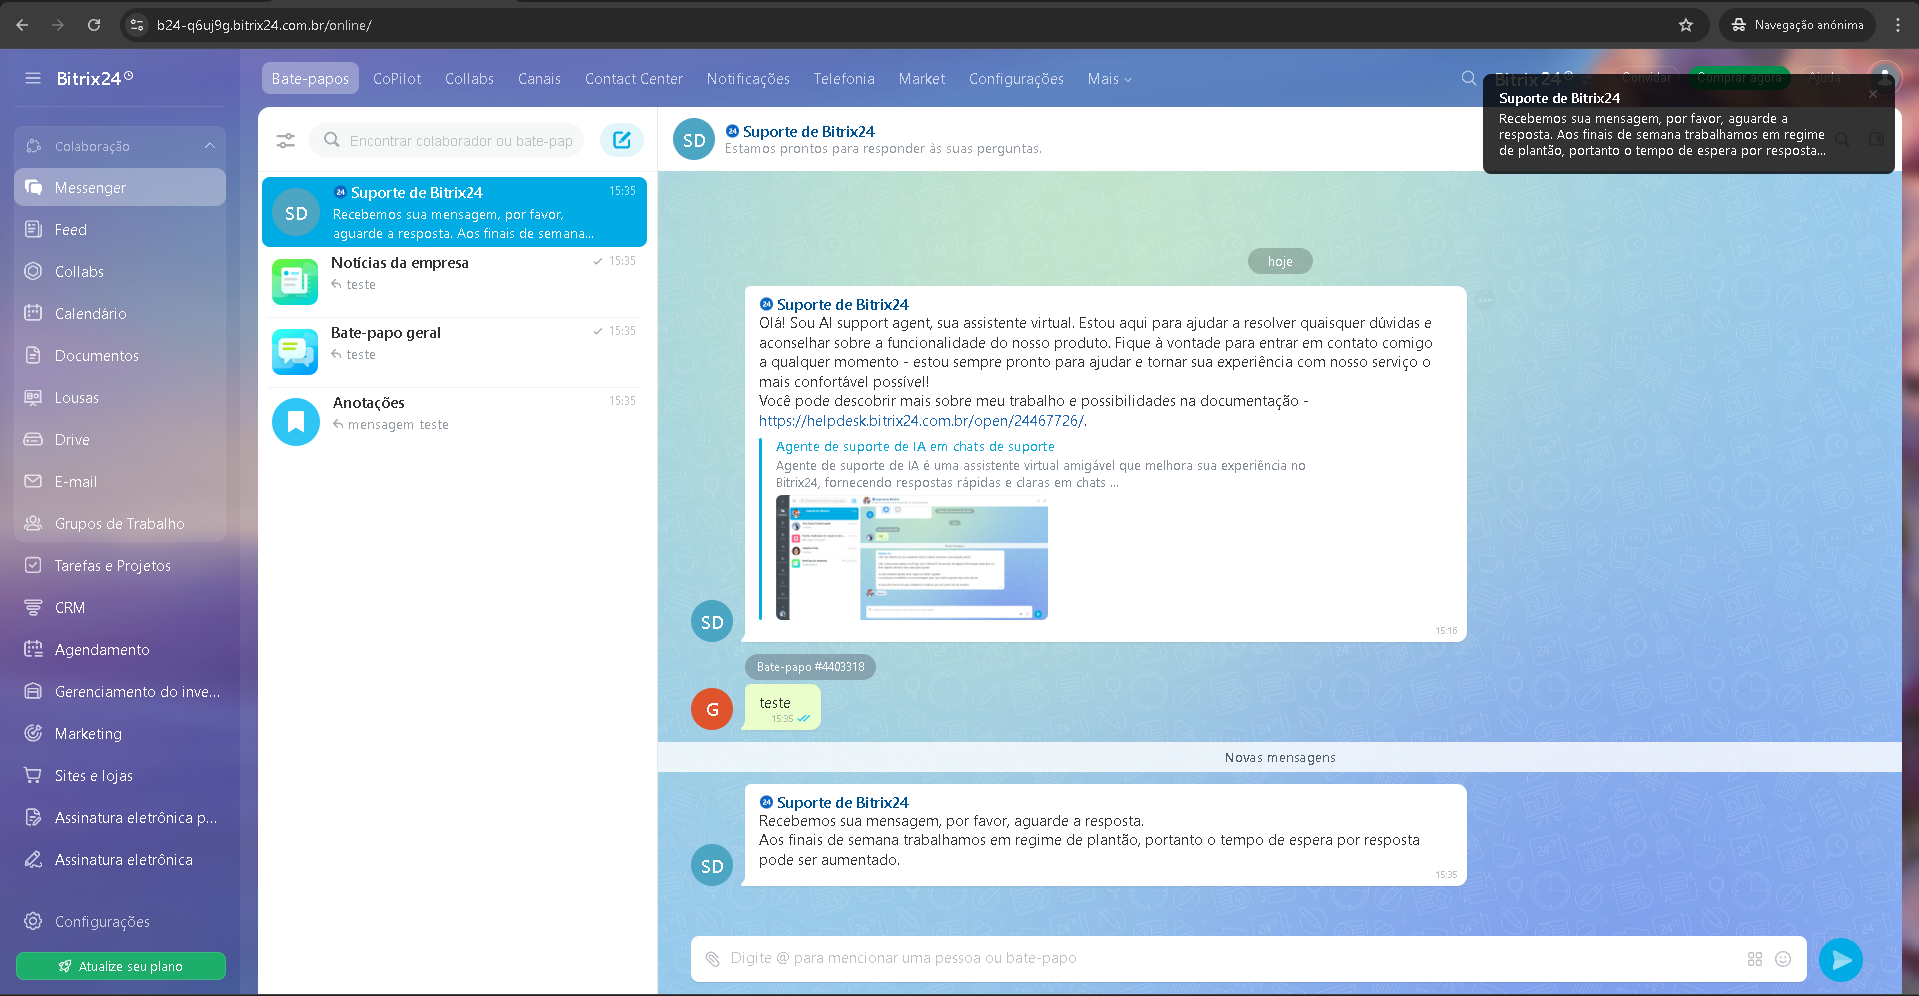 b24-q6uj9g.bitrix24.com.br/online/
Navegação anónima
Bitrix24
Bate-papos
CoPilot
Collabs
Canais
Contact Center
Notificações
Telefonia
Market
Configurações
Mais
Bitrix 24
Convidar
Comprar agora
Ajuda
Colaboração
Messenger
Feed
Collabs
Calendário
Documentos
Lousas
Drive
E-mail
Grupos de Trabalho
Tarefas e Projetos
CRM
Agendamento
Gerenciamento do inve...
Marketing
Sites e lojas
Assinatura eletrônica p...
Assinatura eletrônica
Configurações
Atualize seu plano
Encontrar colaborador ou bate-pap
SD
24 Suporte de Bitrix24
15:35
Recebemos sua mensagem, por favor,
aguarde a resposta. Aos finais de semana...
Notícias da empresa
15:35
teste
Bate-papo geral
15:35
teste
Anotações
15:35
mensagem teste
SD
24 Suporte de Bitrix24
Estamos prontos para responder às suas perguntas.
Suporte de Bitrix24
Recebemos sua mensagem, por favor, aguarde a
resposta. Aos finais de semana trabalhamos em regime
de plantão, portanto o tempo de espera por resposta...
hoje
24 Suporte de Bitrix24
Olá! Sou AI support agent, sua assistente virtual. Estou aqui para ajudar a resolver quaisquer dúvidas e
aconselhar sobre a funcionalidade do nosso produto. Fique à vontade para entrar em contato comigo
a qualquer momento - estou sempre pronto para ajudar e tornar sua experiência com nosso serviço o
mais confortável possível!
Você pode descobrir mais sobre meu trabalho e possibilidades na documentação -
https://helpdesk.bitrix24.com.br/open/24467726/.
Agente de suporte de IA em chats de suporte
Agente de suporte de IA é uma assistente virtual amigável que melhora sua experiência no
Bitrix24, fornecendo respostas rápidas e claras em chats ...
SD
15:16
Bate-papo #4403318
G
teste
15:35
Novas mensagens
24 Suporte de Bitrix24
Recebemos sua mensagem, por favor, aguarde a resposta.
Aos finais de semana trabalhamos em regime de plantão, portanto o tempo de espera por resposta
pode ser aumentado.
SD
15:35
Digite @ para mencionar uma pessoa ou bate-papo